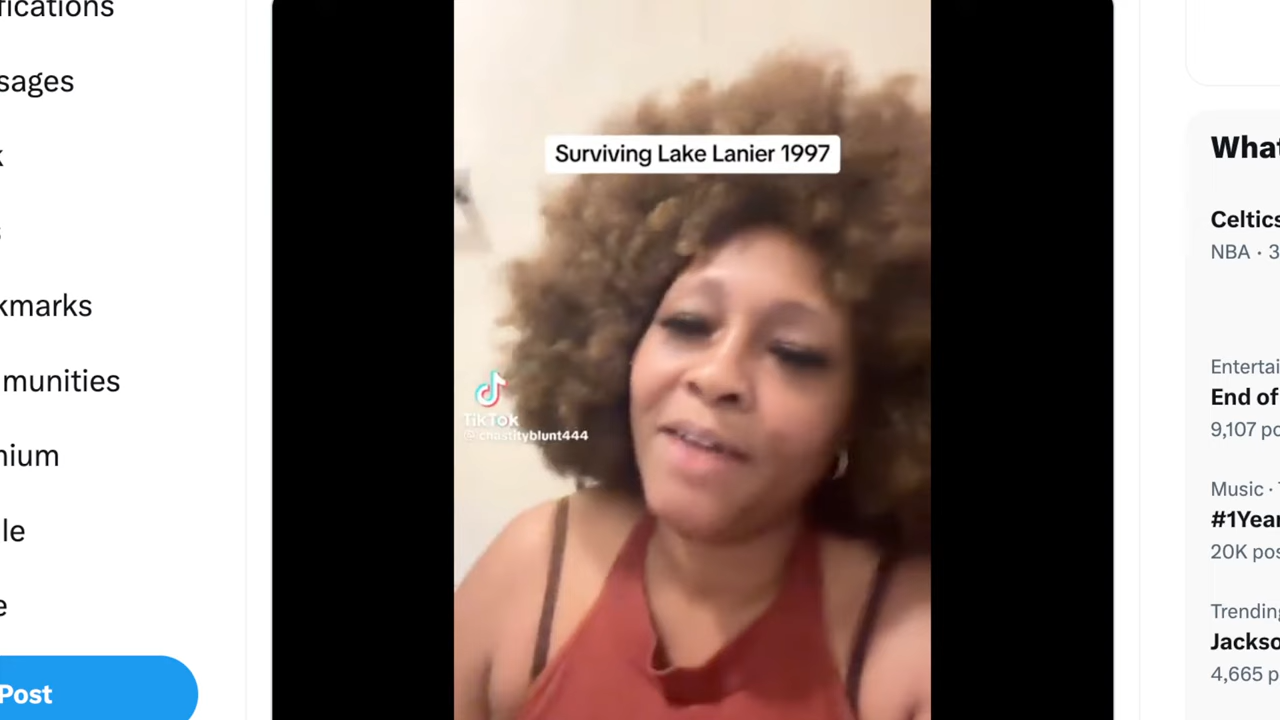 fications
sages
k
s
kmarks
munities
nium
le
e
Post
Surviving Lake Lanier 1997
TikTok
@chastityblunt444
What
Celtics
NBA · 3
Entertai
End of
9,107 po
Music · T
#1Year
20K pos
Trending
Jackso
4,665 p